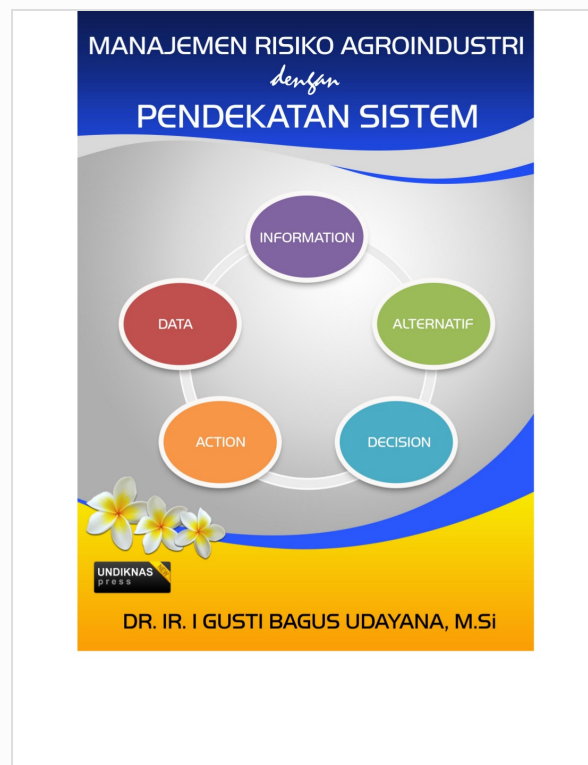 MANAJEMEN RISIKO AGROINDUSTRI
dengan
PENDEKATAN SISTEM
INFORMATION
DATA
ALTERNATIF
ACTION
DECISION
UNDIKNAS NEW
press
DR. IR. I GUSTI BAGUS UDAYANA, M.Si